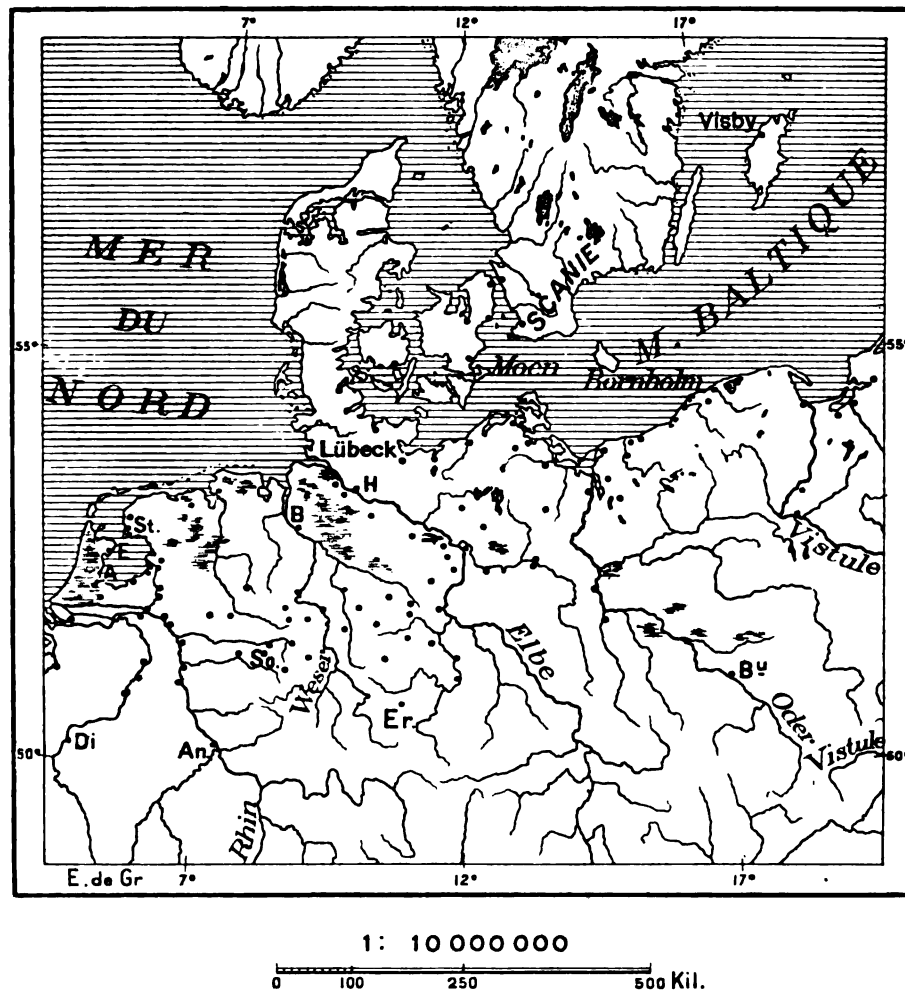 7° 12° 17°
Visby
MER
DU
NORD
M. BALTIQUE
SCANIE
55° 55°
Moen
Bornholm
Lübeck
H
B
St.
E
A
Vistule
So.
Weser
Elbe
Er.
Bu
Oder
Vistule
Di
An.
50° 50°
Rhin
E. de Gr
7° 12° 17°
1: 10 000 000
0 100 250 500 Kil.